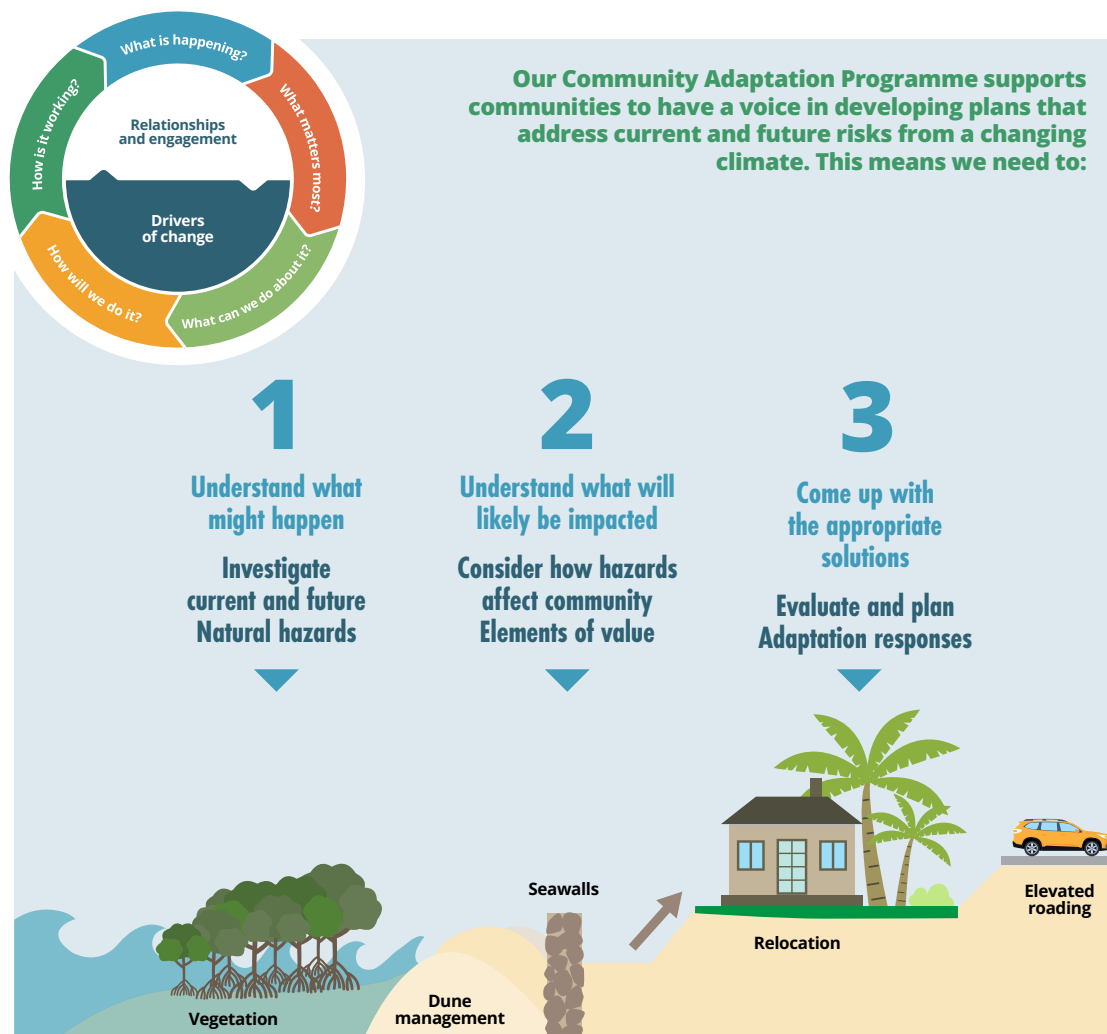 What is happening?
What matters most?
What can we do about it?
How will we do it?
How is it working?
Relationships
and engagement
Drivers
of change
Our Community Adaptation Programme supports
communities to have a voice in developing plans that
address current and future risks from a changing
climate. This means we need to:
1
Understand what
might happen
Investigate
current and future
Natural hazards
2
Understand what will
likely be impacted
Consider how hazards
affect community
Elements of value
3
Come up with
the appropriate
solutions
Evaluate and plan
Adaptation responses
Vegetation
Dune
management
Seawalls
Relocation
Elevated
roading